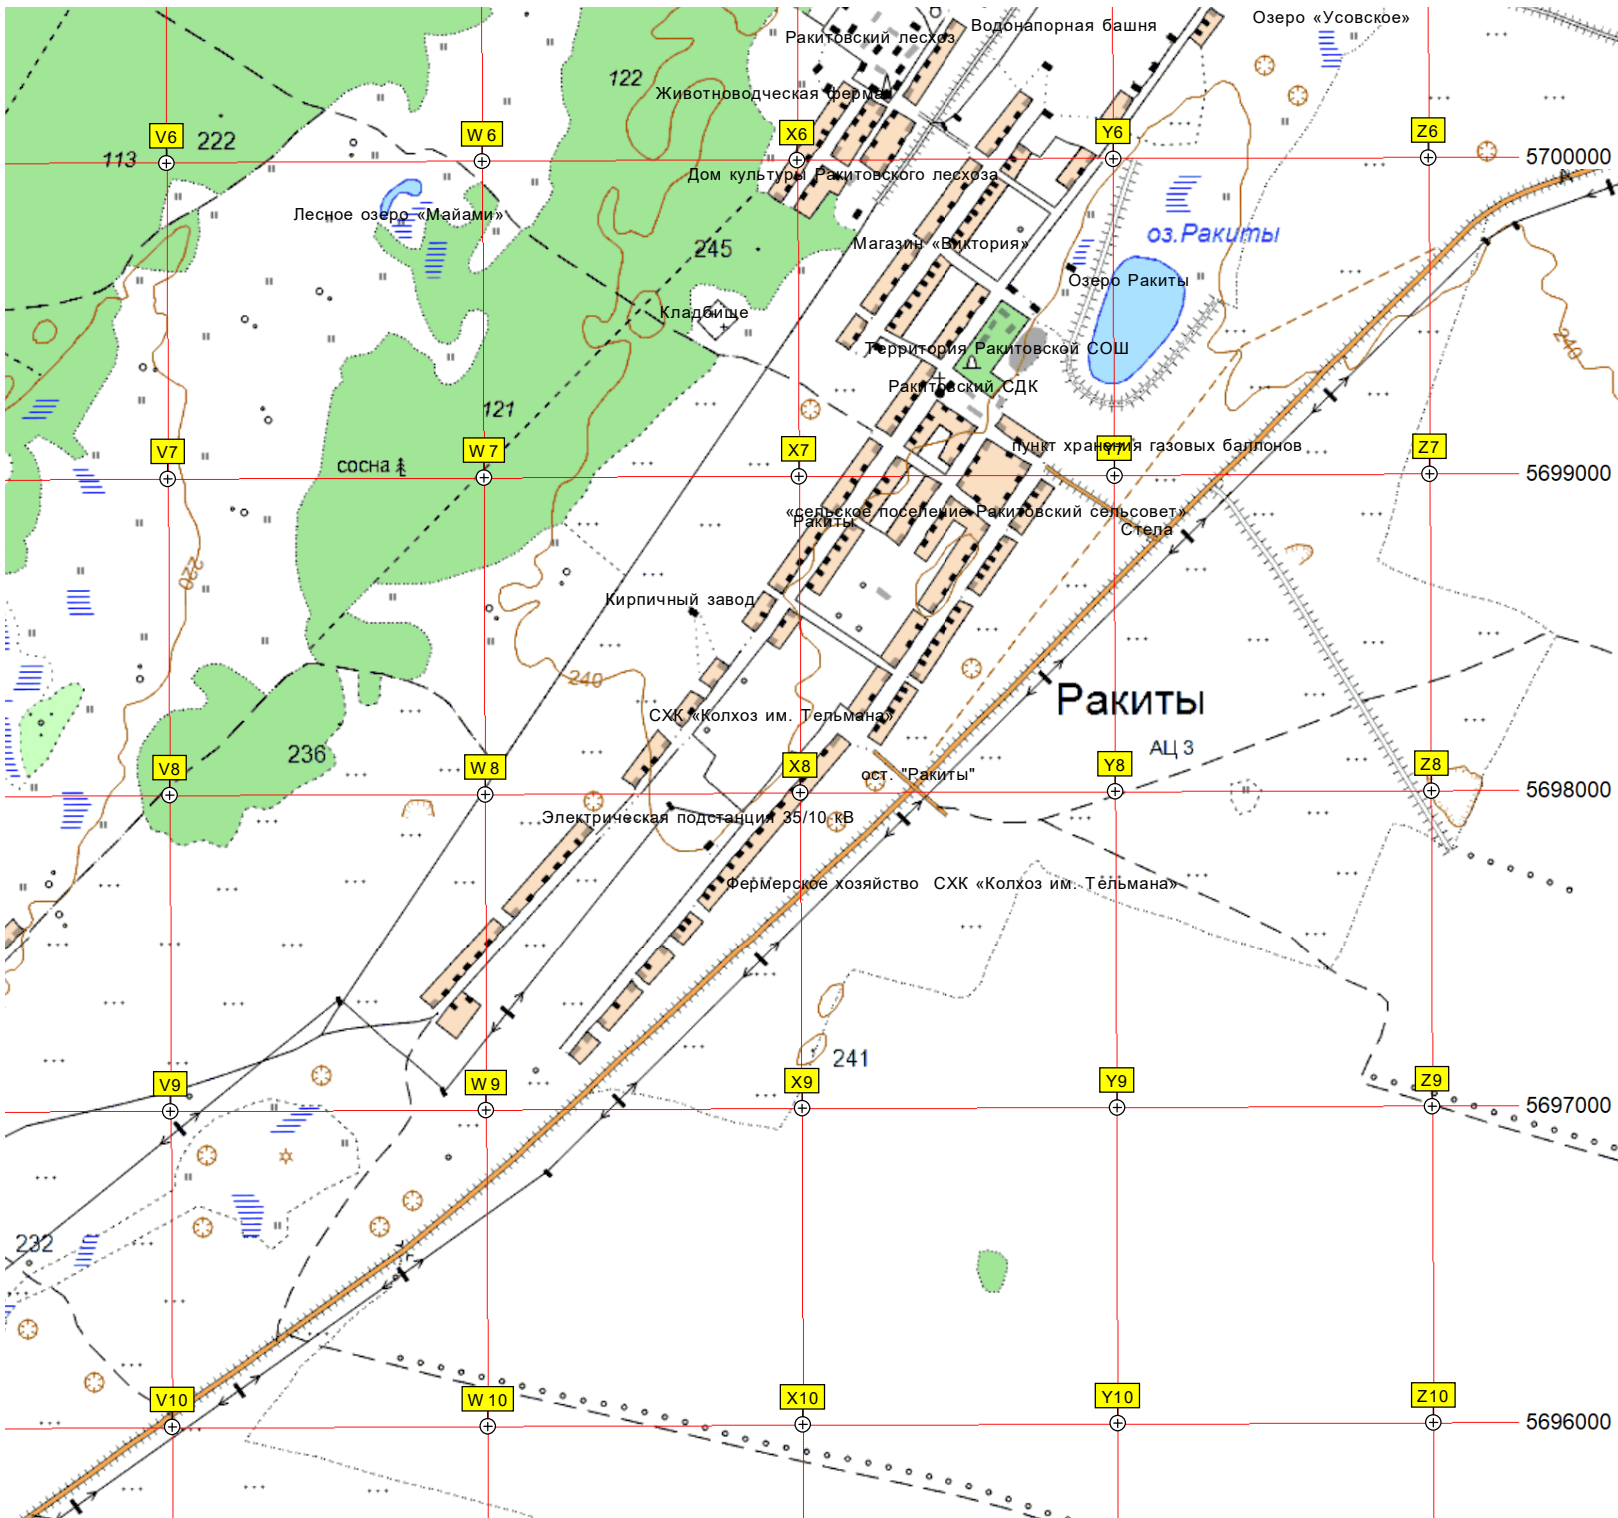 Озеро «Усовское»
Водонапорная башня
Ракитовский лесхоз
122
Животноводческая ферма
V6
222
W6
X6
Y6
Z6
113
5700000
Дом культуры Ракитовского лесхоза
Лесное озеро «Майами»
245
Магазин «Виктория»
оз.Ракиты
Озеро Ракиты
Кладбище
240
Территория Ракитовской СОШ
Ракитовский СДК
121
пункт хранения газовых баллонов
V7
сосна
W7
X7
Y7
Z7
5699000
«сельское поселение Ракитовский сельсовет»
Ракиты
Стела
220
Кирпичный завод
240
Ракиты
СХК «Колхоз им. Тельмана»
236
АЦ 3
V8
W8
X8
ост. "Ракиты"
Y8
Z8
5698000
Электрическая подстанция 35/10 кВ
Фермерское хозяйство СХК «Колхоз им. Тельмана»
241
V9
W9
X9
Y9
Z9
5697000
232
V10
W10
X10
Y10
Z10
5696000